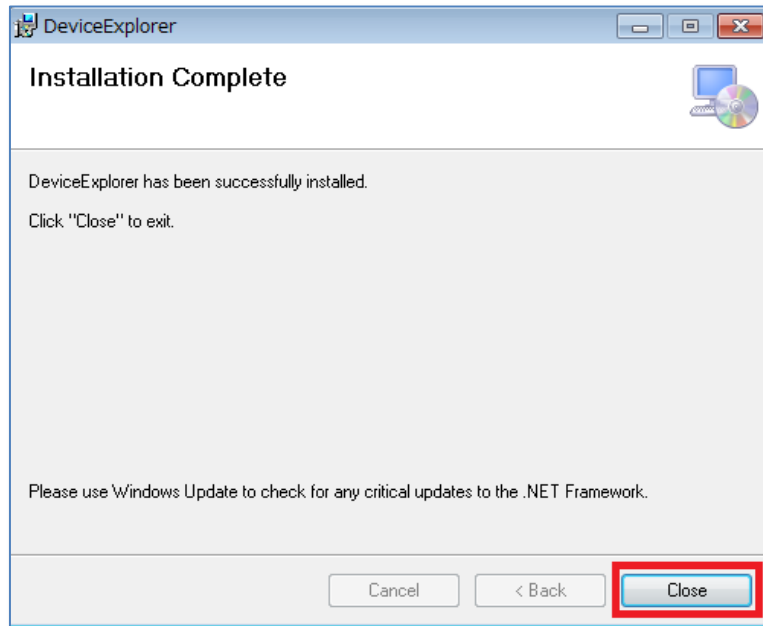 DeviceExplorer
Installation Complete
DeviceExplorer has been successfully installed.
Click "Close" to exit.
Please use Windows Update to check for any critical updates to the .NET Framework.
Cancel
< Back
Close